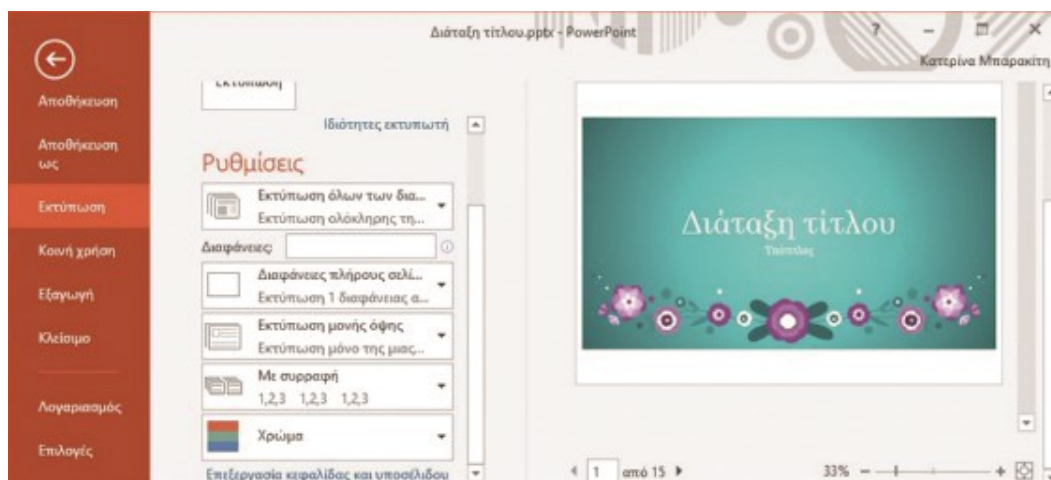 Διάταξη τίτλου.pptx - PowerPoint
?
Κατερίνα Μπαρακίτη
Αποθήκευση
Αποθήκευση
ως
Εκτύπωση
Κοινή χρήση
Εξαγωγή
Κλείσιμο
Λογαριασμός
Επιλογές
Εκτύπωση
Ιδιότητες εκτυπωτή
Ρυθμίσεις
Εκτύπωση όλων των δια...
Εκτύπωση ολόκληρης τη...
Διαφάνειες:
Διαφάνειες πλήρους σελί...
Εκτύπωση 1 διαφάνειας α...
Εκτύπωση μονής όψης
Εκτύπωση μόνο της μιας...
Με συρραφή
1,2,3 1,2,3 1,2,3
Χρώμα
Επεξεργασία κεφαλίδας και υποσέλιδου
Διάταξη τίτλου
Υπότιτλος
1 από 15
33%